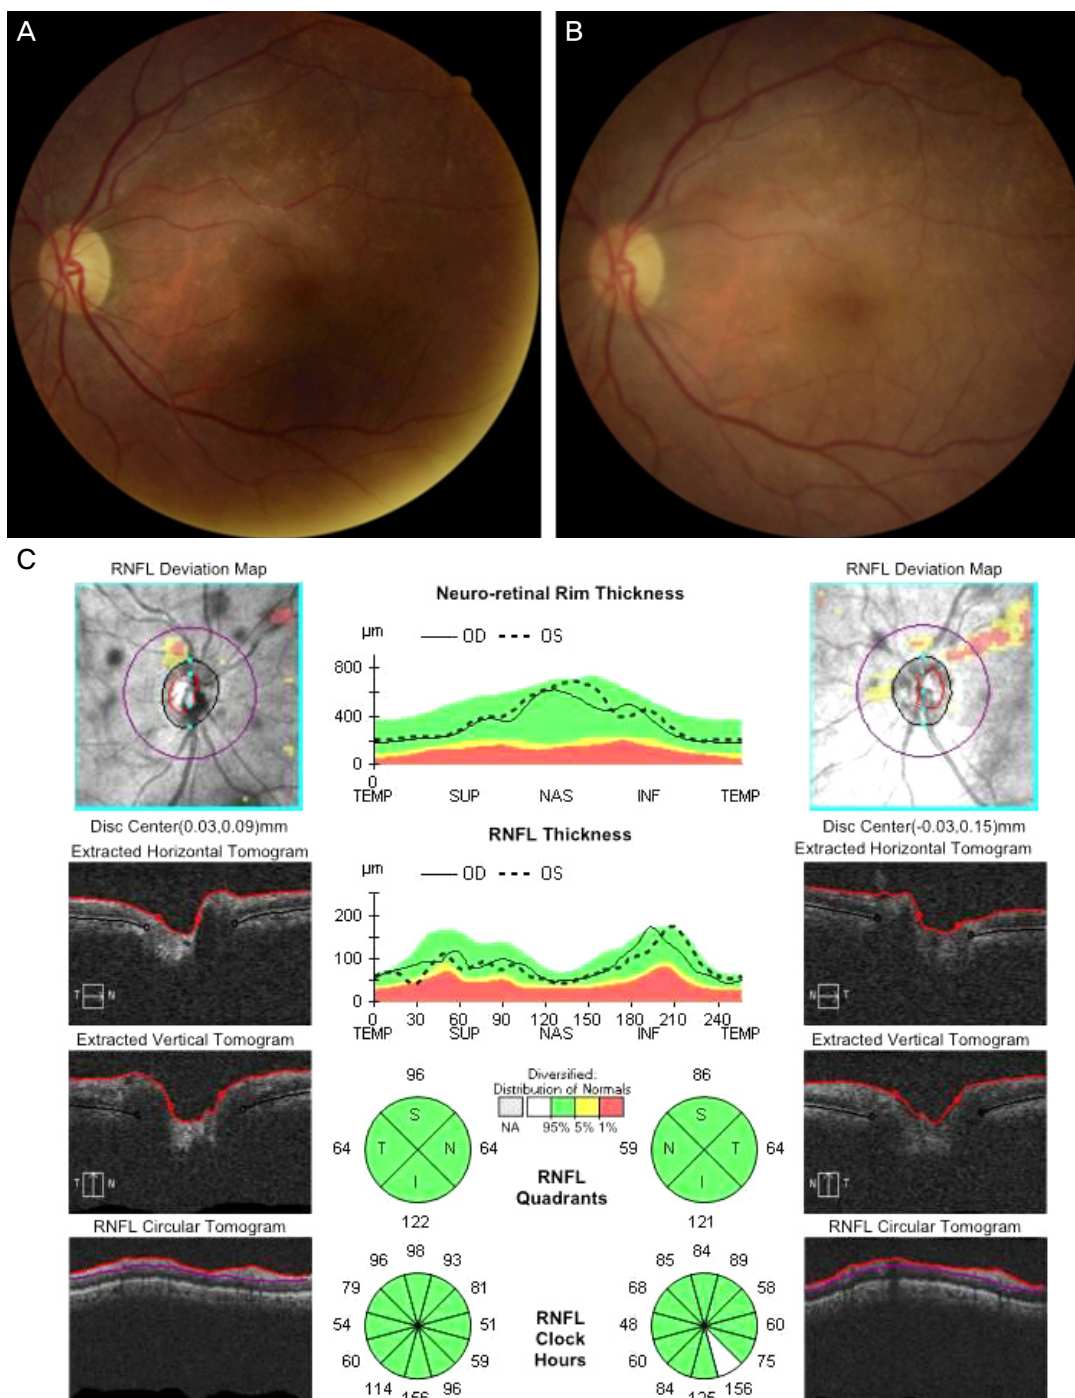 A
B
C
RNFL Deviation Map
Disc Center(0.03,0.09)mm
Extracted Horizontal Tomogram
T N
Extracted Vertical Tomogram
T N
RNFL Circular Tomogram
Neuro-retinal Rim Thickness
µm
OD OS
800
400
0
0
TEMP SUP NAS INF TEMP
RNFL Thickness
µm
OD OS
200
100
0
0 30 60 90 120 150 180 210 240
TEMP SUP NAS INF TEMP
Diversified:
Distribution of Normals
NA 95% 5% 1%
96
S
64 T N 64
I
122
RNFL
Quadrants
86
S
59 N T 64
I
121
96 98 93
79 81
54 51
60 59
114 156 96
RNFL
Clock
Hours
85 84 89
68 58
48 60
60 75
84 125 156
RNFL Deviation Map
Disc Center(-0.03,0.15)mm
Extracted Horizontal Tomogram
N T
Extracted Vertical Tomogram
N T
RNFL Circular Tomogram